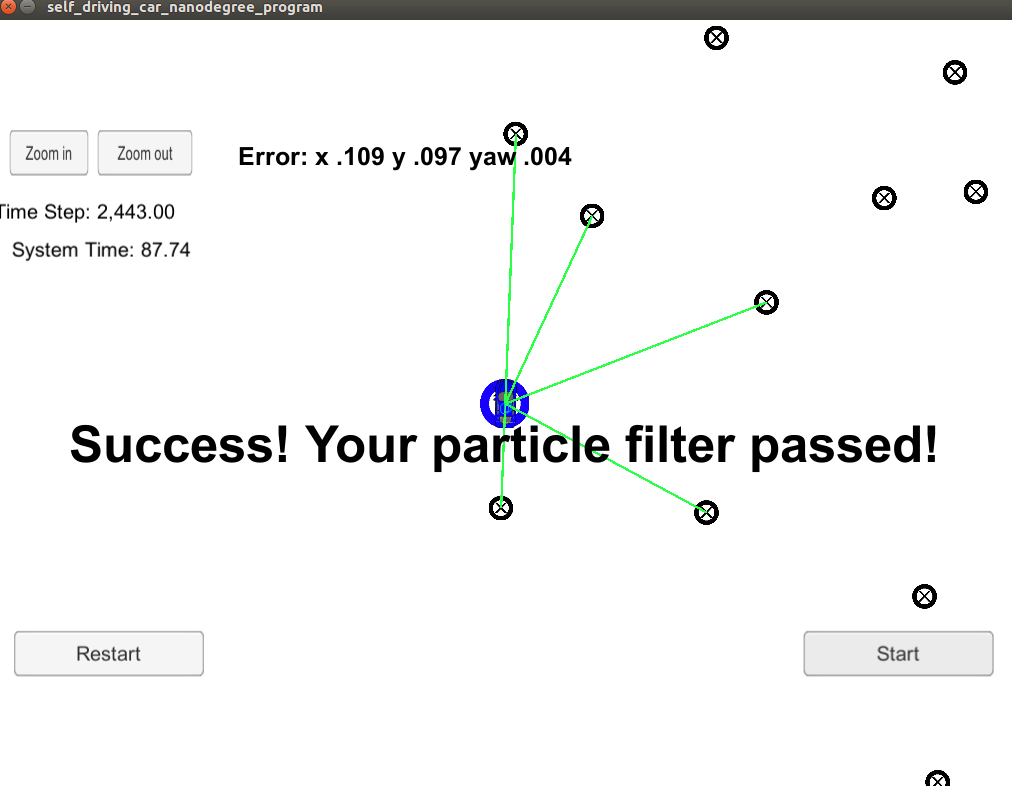 self_driving_car_nanodegree_program
Zoom in
Zoom out
Error: x .109 y .097 yaw .004
Time Step: 2,443.00
System Time: 87.74
Success! Your particle filter passed!
Restart
Start